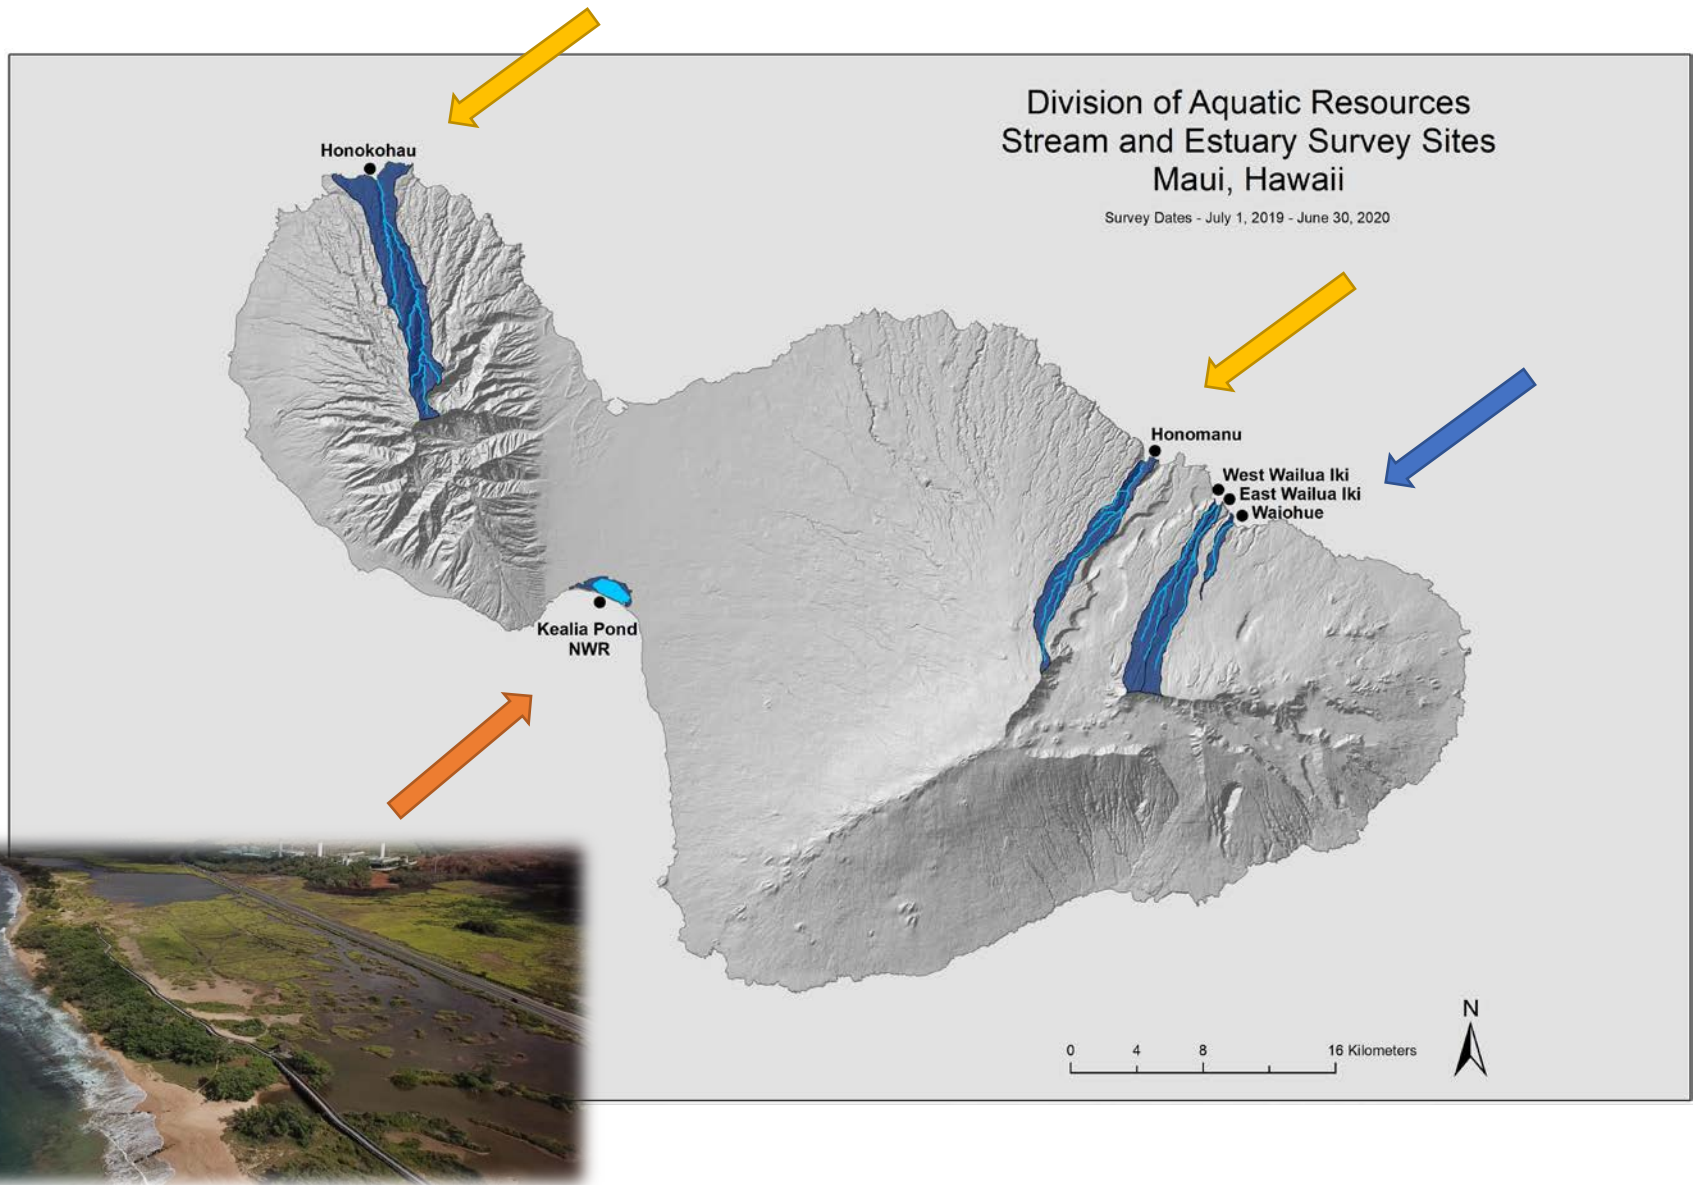 Division of Aquatic Resources
Stream and Estuary Survey Sites
Maui, Hawaii
Survey Dates - July 1, 2019 - June 30, 2020
Honokohau
Honomanu
West Wailua Iki
East Wailua Iki
Waiohue
Kealia Pond
NWR
N
0 4 8 16 Kilometers